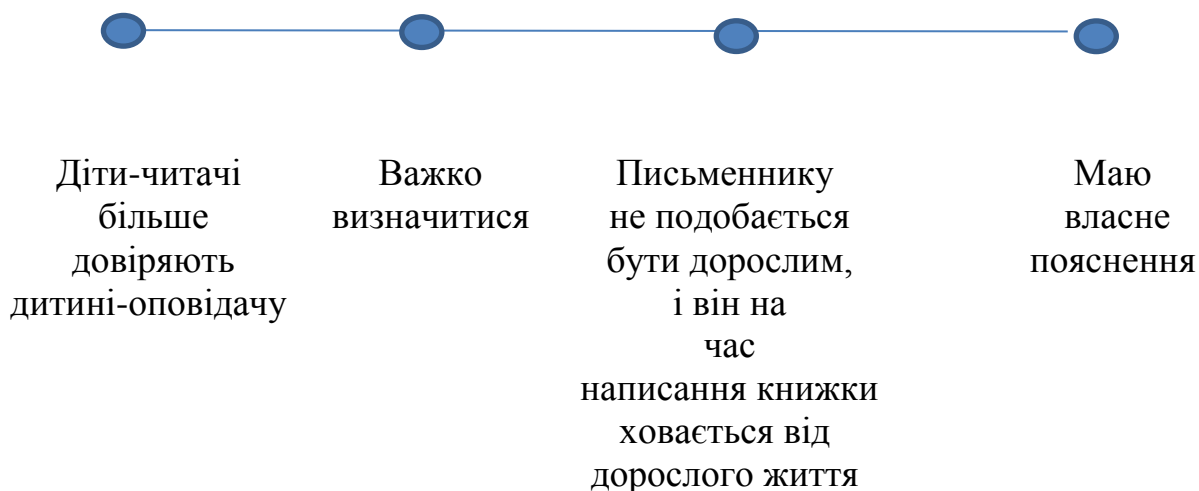 Діти-читачі
більше
довіряють
дитині-оповідачу
Важко
визначитися
Письменнику
не подобається
бути дорослим,
і він на
час
написання книжки
ховається від
дорослого життя
Маю
власне
пояснення